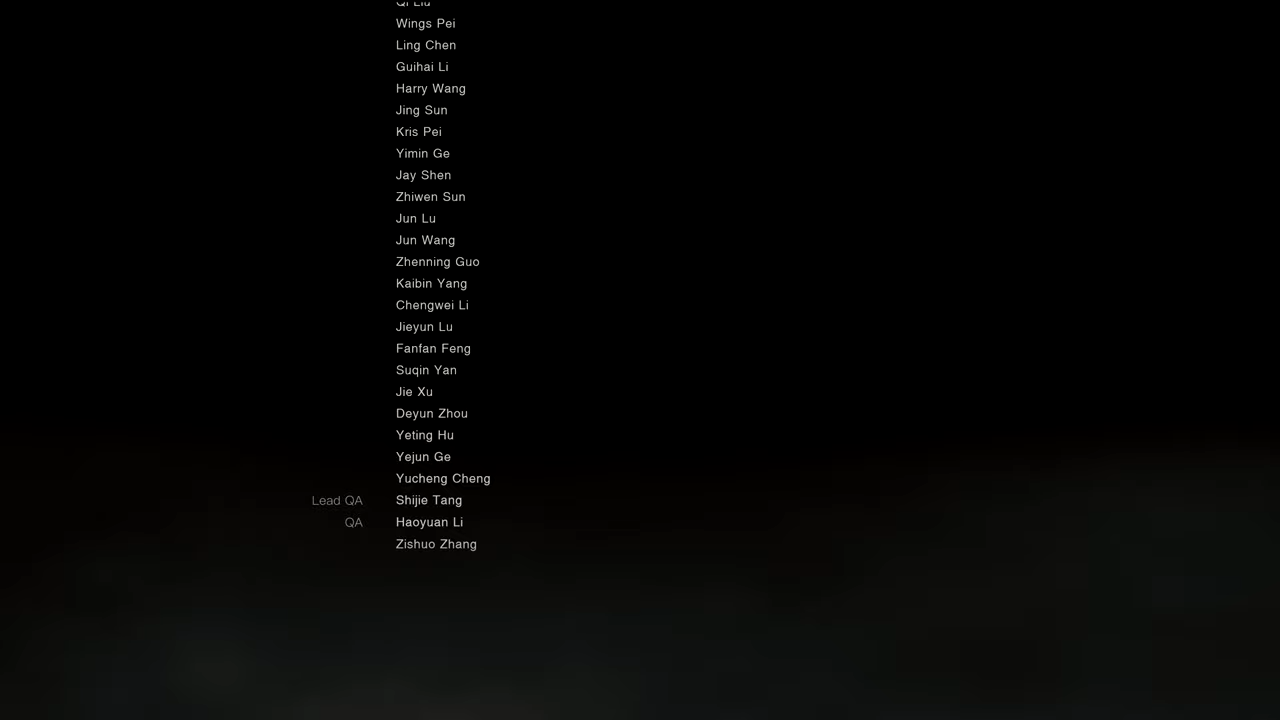 Qi Liu
Wings Pei
Ling Chen
Guihai Li
Harry Wang
Jing Sun
Kris Pei
Yimin Ge
Jay Shen
Zhiwen Sun
Jun Lu
Jun Wang
Zhenning Guo
Kaibin Yang
Chengwei Li
Jieyun Lu
Fanfan Feng
Suqin Yan
Jie Xu
Deyun Zhou
Yeting Hu
Yejun Ge
Yucheng Cheng
Lead QA Shijie Tang
QA Haoyuan Li
Zishuo Zhang